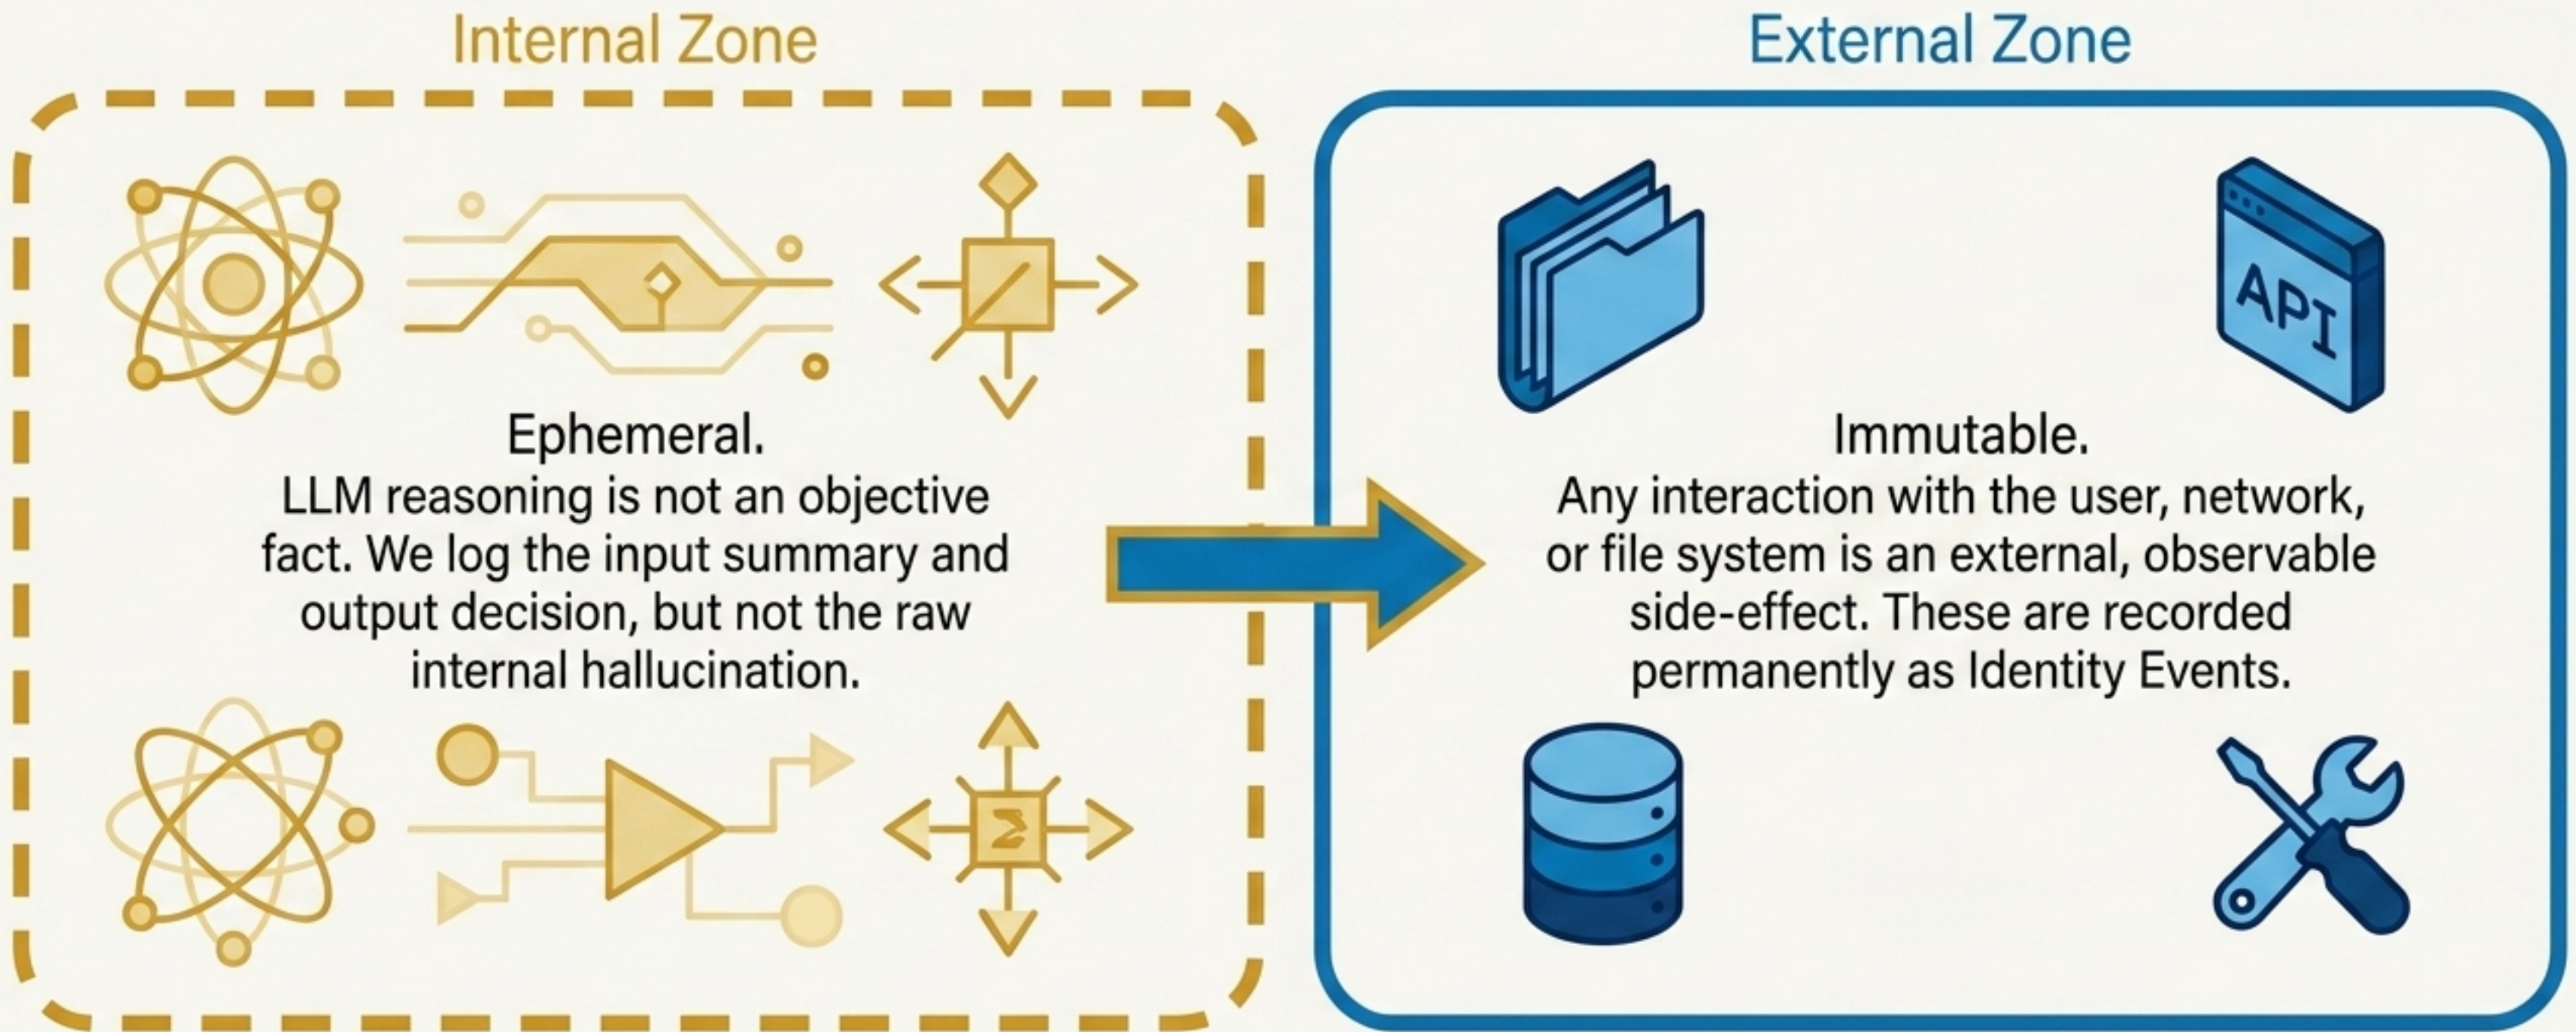 Internal Zone
Ephemeral.
LLM reasoning is not an objective
fact. We log the input summary and
output decision, but not the raw
internal hallucination.
Σ
External Zone
API
Immutable.
Any interaction with the user, network,
or file system is an external, observable
side-effect. These are recorded
permanently as Identity Events.